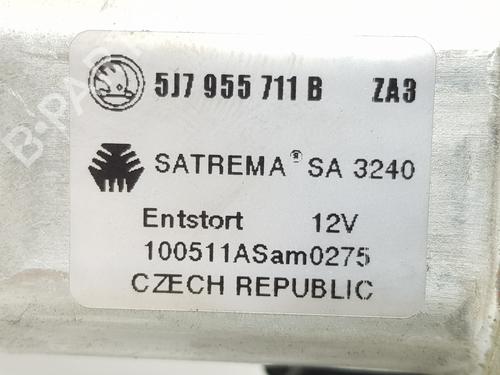 5J7 955 711 B ZA3
SATREMA® SA 3240
Entstort 12V
100511ASam0275
CZECH REPUBLIC
B-PARTS